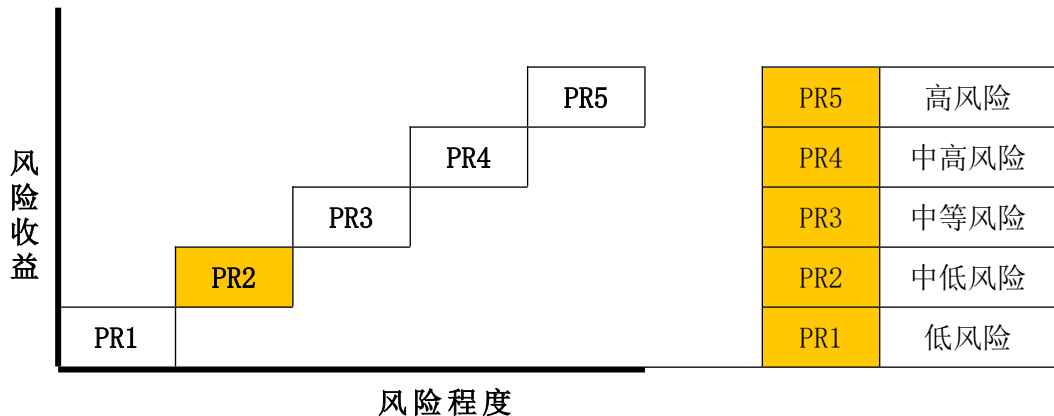 风险收益
PR5
PR4
PR3
PR2
PR1
风险程度
PR5 高风险
PR4 中高风险
PR3 中等风险
PR2 中低风险
PR1 低风险